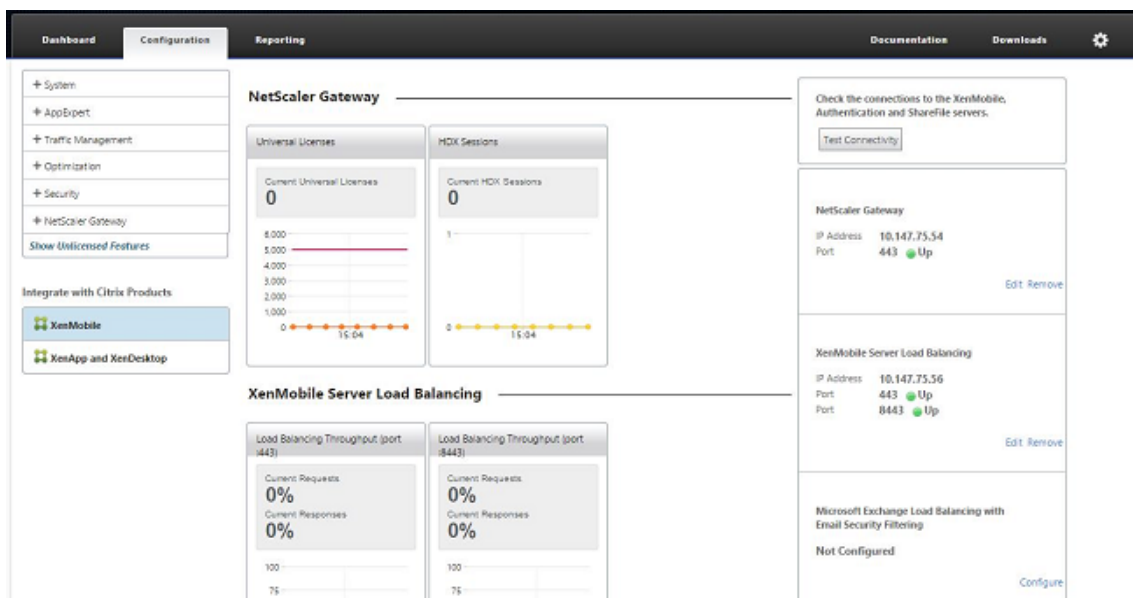 Dashboard
Configuration
Reporting
Documentation
Downloads
+ System
+ AppExpert
+ Traffic Management
+ Optimization
+ Security
+ NetScaler Gateway
Show Unlicensed Features
Integrate with Citrix Products
XenMobile
XenApp and XenDesktop
NetScaler Gateway
Universal Licenses
Current Universal Licenses
0
6,000
5,000
4,000
3,000
2,000
1,000
0
15:04
HDX Sessions
Current HDX Sessions
0
1
0
15:04
XenMobile Server Load Balancing
Load Balancing Throughput (port
:443)
Current Requests
0%
Current Responses
0%
100
75
Load Balancing Throughput (port
:8443)
Current Requests
0%
Current Responses
0%
100
75
Check the connections to the XenMobile,
Authentication and ShareFile servers.
Test Connectivity
NetScaler Gateway
IP Address 10.147.75.54
Port 443 Up
Edit Remove
XenMobile Server Load Balancing
IP Address 10.147.75.56
Port 443 Up
Port 8443 Up
Edit Remove
Microsoft Exchange Load Balancing with
Email Security Filtering
Not Configured
Configure